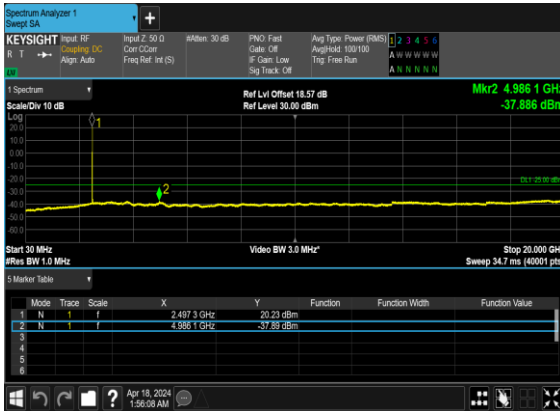 Spectrum Analyzer 1
Swept SA
+
KEYSIGHT
R T
LW
Input: RF
Coupling: DC
Align: Auto
Input Z: 50 Ω
Corr CCorr
Freq Ref: Int (S)
#Atten: 30 dB
PNO: Fast
Gate: Off
IF Gain: Low
Sig Track: Off
Avg Type: Power (RMS)
Avg|Hold: 100/100
Trig: Free Run
1 2 3 4 5 6
A W W W W W
A N N N N N
1 Spectrum
Scale/Div 10 dB
Ref Lvl Offset 18.57 dB
Ref Level 30.00 dBm
Mkr2 4.986 1 GHz
-37.886 dBm
Log
20.0
10.0
0.00
-10.0
-20.0
-30.0
-40.0
-50.0
-60.0
1
2
DL1 -25.00 dBm
Start 30 MHz
#Res BW 1.0 MHz
Video BW 3.0 MHz*
Stop 20.000 GHz
Sweep 34.7 ms (40001 pts)
5 Marker Table
Mode Trace Scale X Y Function Function Width Function Value
1 N 1 f 2.497 3 GHz 20.23 dBm
2 N 1 f 4.986 1 GHz -37.89 dBm
3
4
5
6
?
Apr 18, 2024
1:56:08 AM